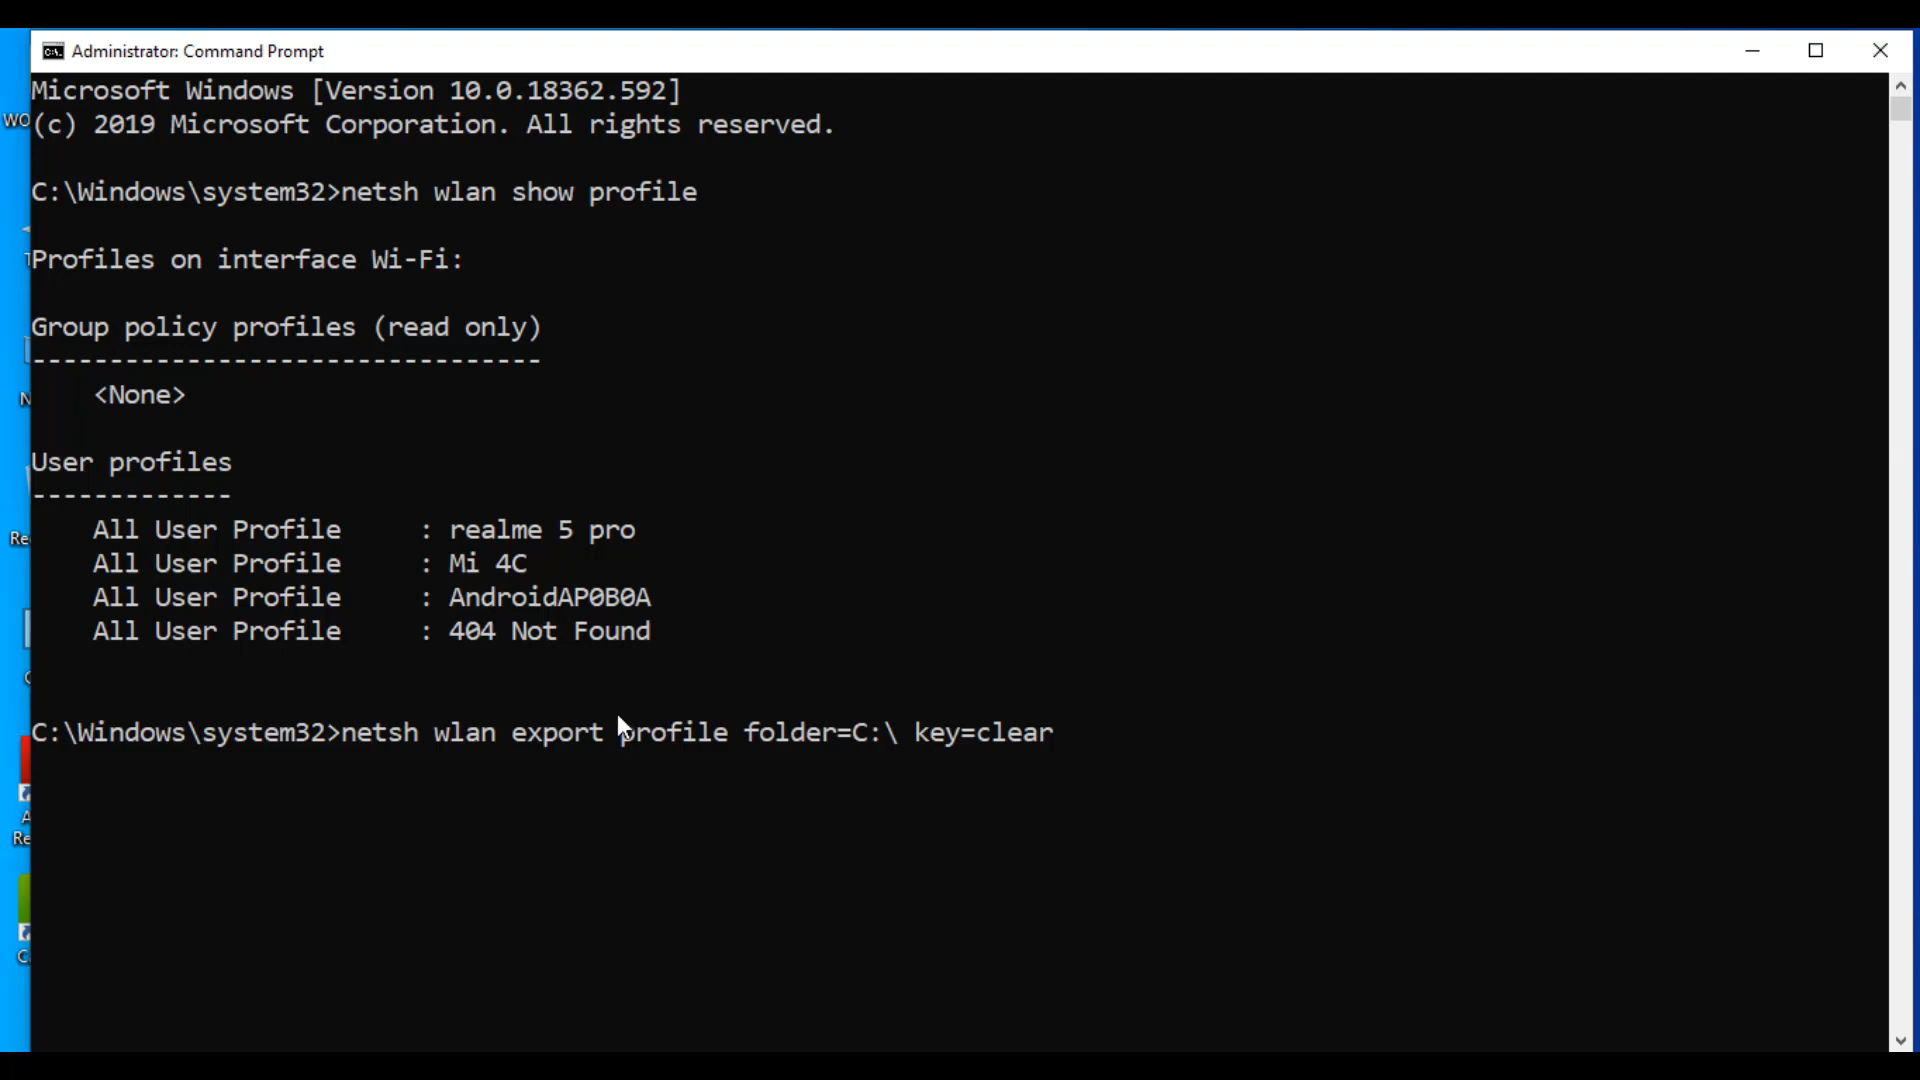 Administrator: Command Prompt
Microsoft Windows [Version 10.0.18362.592]
(c) 2019 Microsoft Corporation. All rights reserved.
C:\Windows\system32>netsh wlan show profile
Profiles on interface Wi-Fi:
Group policy profiles (read only)
---------------------------------
<None>
User profiles
-------------
All User Profile     : realme 5 pro
All User Profile     : Mi 4C
All User Profile     : AndroidAP0B0A
All User Profile     : 404 Not Found
C:\Windows\system32>netsh wlan export profile folder=C:\ key=clear